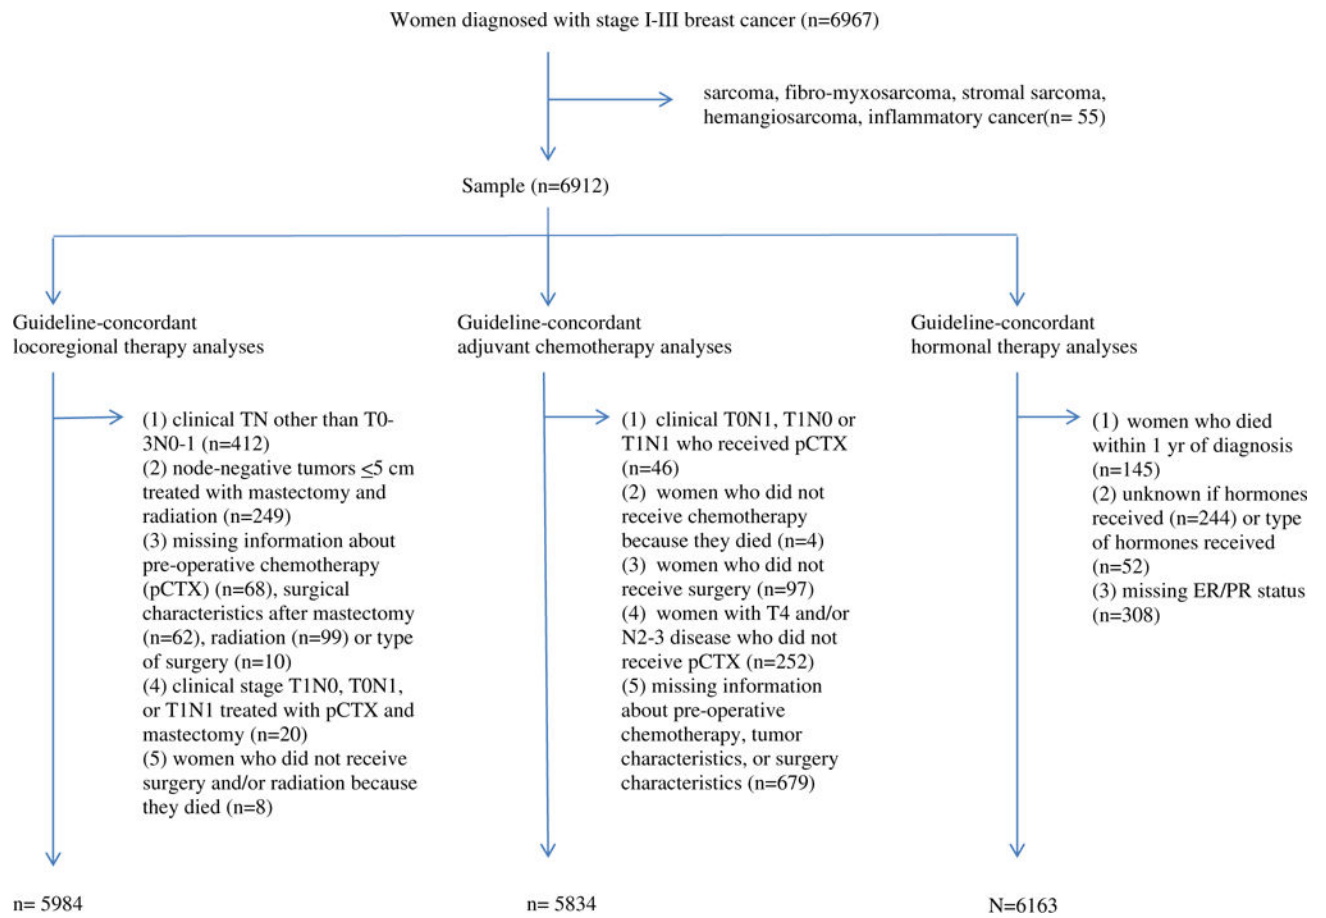 Women diagnosed with stage I-III breast cancer (n=6967)
sarcoma, fibro-myxosarcoma, stromal sarcoma,
hemangiosarcoma, inflammatory cancer(n= 55)
Sample (n=6912)
Guideline-concordant
locoregional therapy analyses
(1) clinical TN other than T0-
3N0-1 (n=412)
(2) node-negative tumors ≤5 cm
treated with mastectomy and
radiation (n=249)
(3) missing information about
pre-operative chemotherapy
(pCTX) (n=68), surgical
characteristics after mastectomy
(n=62), radiation (n=99) or type
of surgery (n=10)
(4) clinical stage T1N0, T0N1,
or T1N1 treated with pCTX and
mastectomy (n=20)
(5) women who did not receive
surgery and/or radiation because
they died (n=8)
n= 5984
Guideline-concordant
adjuvant chemotherapy analyses
(1) clinical T0N1, T1N0 or
T1N1 who received pCTX
(n=46)
(2) women who did not
receive chemotherapy
because they died (n=4)
(3) women who did not
receive surgery (n=97)
(4) women with T4 and/or
N2-3 disease who did not
receive pCTX (n=252)
(5) missing information
about pre-operative
chemotherapy, tumor
characteristics, or surgery
characteristics (n=679)
n= 5834
Guideline-concordant
hormonal therapy analyses
(1) women who died
within 1 yr of diagnosis
(n=145)
(2) unknown if hormones
received (n=244) or type
of hormones received
(n=52)
(3) missing ER/PR status
(n=308)
N=6163